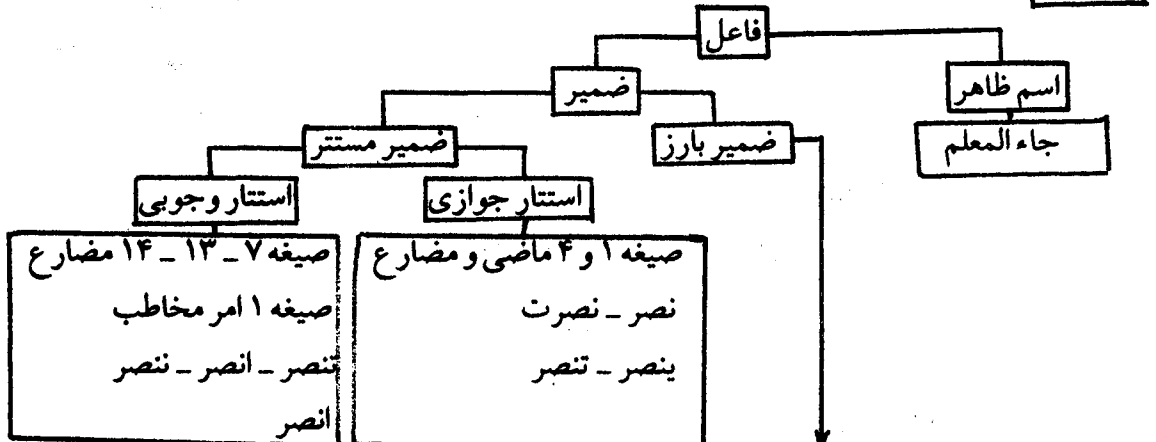 فاعل
اسم ظاهر
جاء المعلم
ضمیر
ضمیر بارز
ضمیر مستتر
استتار جوازی
صیغه ۱ و ۴ ماضی و مضارع
نصر ـ نصرت
ینصر ـ تنصر
استتار وجوبی
صیغه ۷ ـ ۱۳ ـ ۱۴ مضارع
صیغه ۱ امر مخاطب
تنصر ـ انصر ـ ننصر
انصر